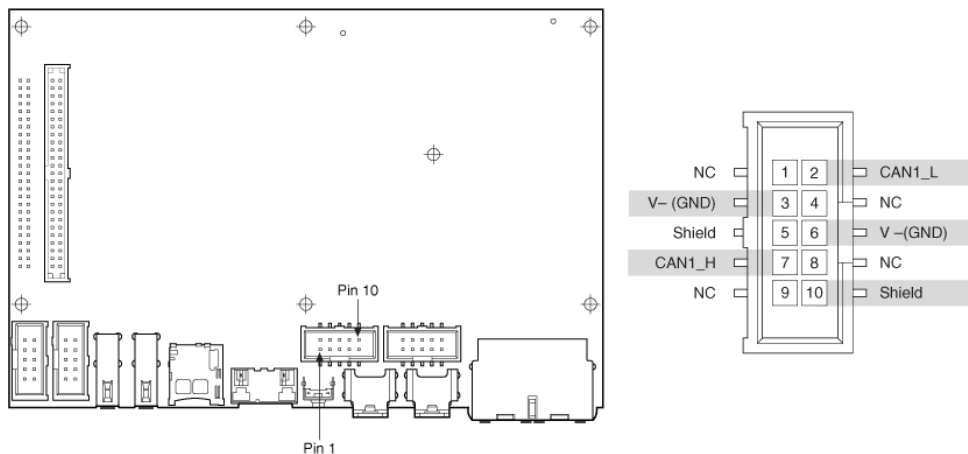 Pin 10
Pin 1
NC 1 2 CAN1_L
V– (GND) 3 4 NC
Shield 5 6 V –(GND)
CAN1_H 7 8 NC
NC 9 10 Shield